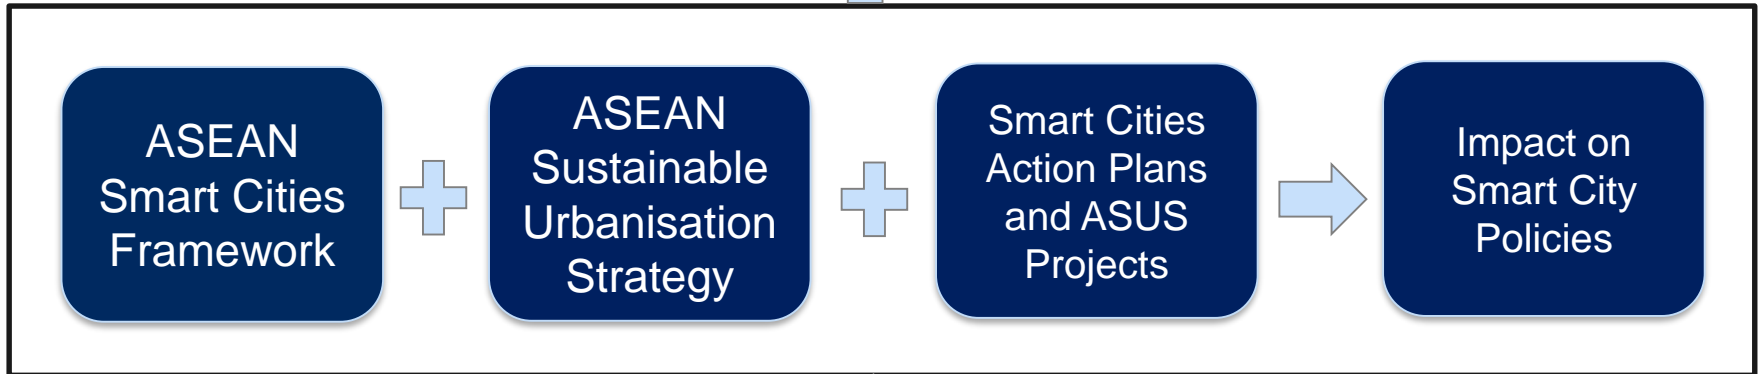 ASEAN
Smart Cities
Framework
ASEAN
Sustainable
Urbanisation
Strategy
Smart Cities
Action Plans
and ASUS
Projects
Impact on
Smart City
Policies